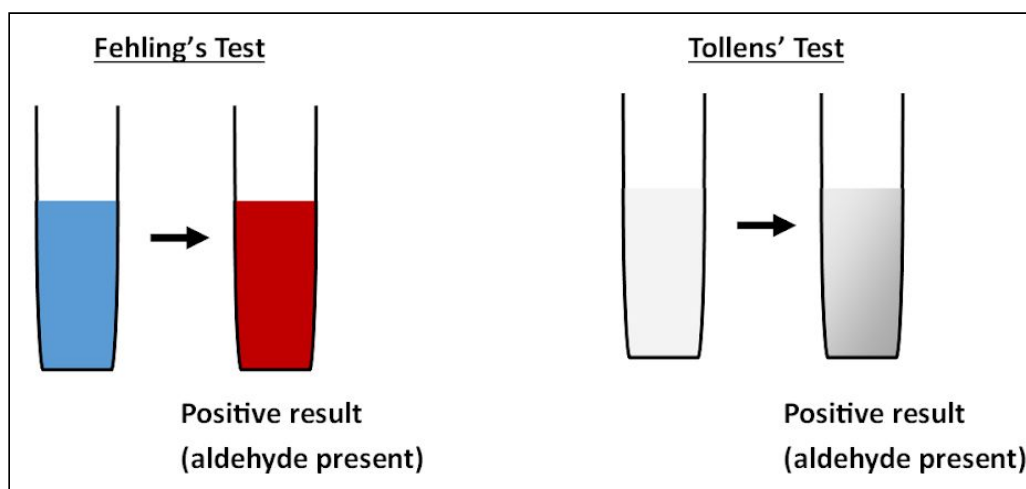 Fehling’s Test
Tollens’ Test
Positive result
(aldehyde present)
Positive result
(aldehyde present)